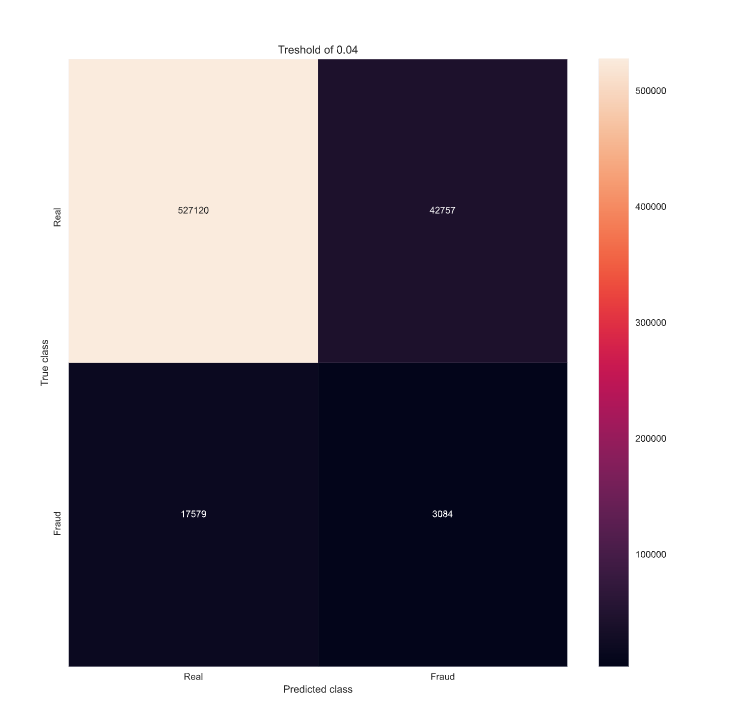 Treshold of 0.04
Real
527120
42757
True class
Fraud
17579
3084
Real
Fraud
Predicted class
500000
400000
300000
200000
100000